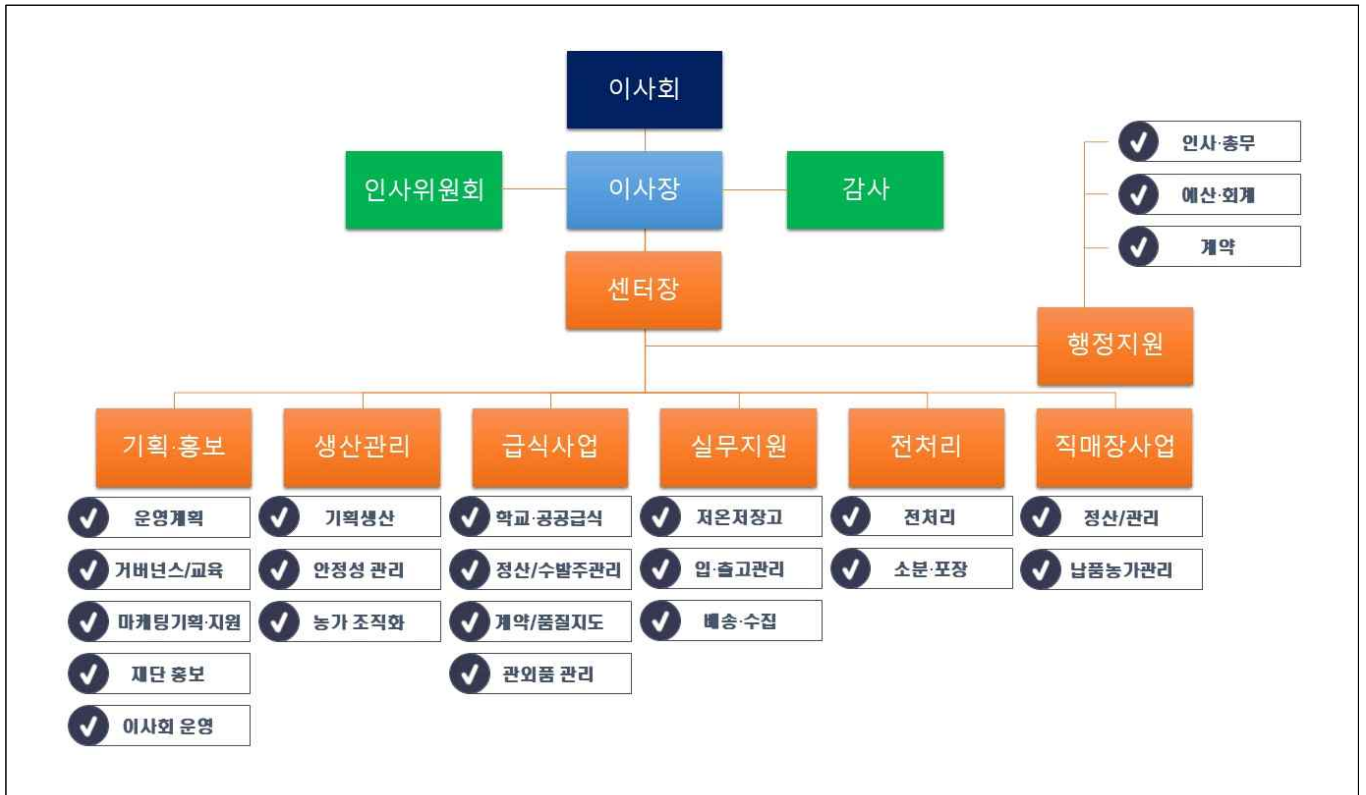 이사회
인사위원회
이사장
감사
센터장
인사·총무
예산·회계
계약
행정지원
기획·홍보
운영계획
거버넌스/교육
마케팅기획·지원
재단 홍보
이사회 운영
생산관리
기획생산
안정성 관리
농가 조직화
급식사업
학교·공공급식
정산/수발주관리
계약/품질지도
관외품 관리
실무지원
저온저장고
입·출고관리
배송·수집
전처리
전처리
소분·포장
직매장사업
정산/관리
납품농가관리